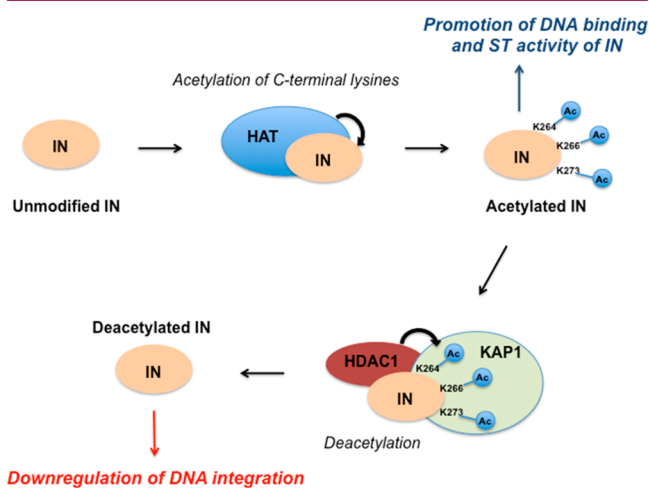 Promotion of DNA binding
and ST activity of IN
Acetylation of C-terminal lysines
IN
HAT
IN
IN
K264
Ac
K266
Ac
K273
Ac
Unmodified IN
Acetylated IN
Deacetylated IN
IN
HDAC1
IN
KAP1
K264
Ac
K266
Ac
K273
Ac
Deacetylation
Downregulation of DNA integration